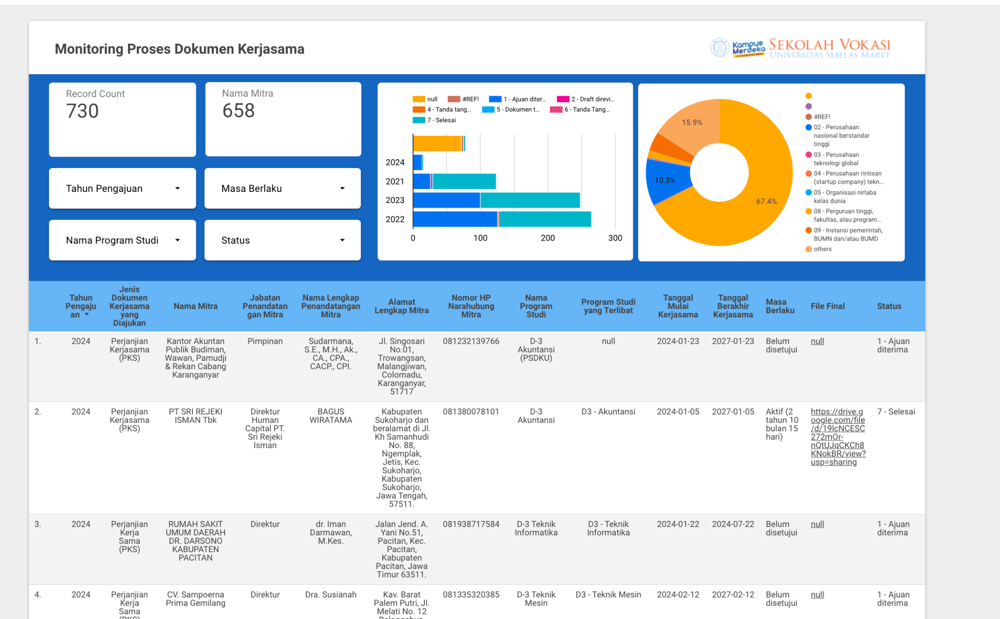 Monitoring Proses Dokumen Kerjasama
Kampus
Merdeka
INDONESIA JAYA
SEKOLAH VOKASI
UNIVERSITAS SEBELAS MARET
Record Count
730
Nama Mitra
658
Tahun Pengajuan
Masa Berlaku
Nama Program Studi
Status
null
#REF!
1 - Ajuan diter...
2 - Draft direvi...
4 - Tanda tang...
5 - Dokumen t...
6 - Tanda Tang...
7 - Selesai
2024
2021
2023
2022
0
100
200
300
15.9%
10.3%
67.4%
#REF!
02 - Perusahaan
nasional berstandar
tinggi
03 - Perusahaan
teknologi global
04 - Perusahaan rintisan
(startup company) tekn...
05 - Organisasi nirlaba
kelas dunia
08 - Perguruan tinggi,
fakultas, atau program...
09 - Instansi pemerintah,
BUMN dan/atau BUMD
others
Tahun
Pengaju
an
Jenis
Dokumen
Kerjasama
yang
Diajukan
Nama Mitra
Jabatan
Penandatan
gan Mitra
Nama Lengkap
Penandatangan
Mitra
Alamat
Lengkap Mitra
Nomor HP
Narahubung
Mitra
Nama
Program
Studi
Program Studi
yang Terlibat
Tanggal
Mulai
Kerjasama
Tanggal
Berakhir
Kerjasama
Masa
Berlaku
File Final
Status
1.
2024
Perjanjian
Kerjasama
(PKS)
Kantor Akuntan
Publik Budiman,
Wawan, Pamudji
& Rekan Cabang
Karanganyar
Pimpinan
Sudarmana,
S.E., M.H., Ak.,
CA., CPA.,
CACP., CPI.
Jl. Singosari
No.01,
Trowangsan,
Malangjiwan,
Colomadu,
Karanganyar,
51717
081232139766
D-3
Akuntansi
(PSDKU)
null
2024-01-23
2027-01-23
Belum
disetujui
null
1 - Ajuan
diterima
2.
2024
Perjanjian
Kerjasama
(PKS)
PT SRI REJEKI
ISMAN Tbk
Direktur
Human
Capital PT.
Sri Rejeki
Isman
BAGUS
WIRATAMA
Kabupaten
Sukoharjo dan
beralamat di Jl.
Kh Samanhudi
No. 88,
Ngemplak,
Jetis, Kec.
Sukoharjo,
Kabupaten
Sukoharjo,
Jawa Tengah,
57511.
081380078101
D-3
Akuntansi
D3 - Akuntansi
2024-01-05
2027-01-05
Aktif (2
tahun 10
bulan 15
hari)
https://drive.g
oogle.com/file
/d/19lcNCESC
272mOr-
nQtUJqCKCh8
KNokBR/view?
usp=sharing
7 - Selesai
3.
2024
Perjanjian
Kerja
Sama
(PKS)
RUMAH SAKIT
UMUM DAERAH
DR. DARSONO
KABUPATEN
PACITAN
Direktur
dr. Iman
Darmawan,
M.Kes.
Jalan Jend. A.
Yani No.51,
Pacitan, Kec.
Pacitan,
Kabupaten
Pacitan, Jawa
Timur 63511.
081938717584
D-3 Teknik
Informatika
D3 - Teknik
Informatika
2024-01-22
2024-07-22
Belum
disetujui
null
1 - Ajuan
diterima
4.
2024
Perjanjian
Kerja
Sama
(PKS)
CV. Sampoerna
Prima Gemilang
Direktur
Dra. Susianah
Kav. Barat
Palem Putri, Jl.
Melati No. 12
081335320385
D-3 Teknik
Mesin
D3 - Teknik Mesin
2024-02-12
2027-02-12
Belum
disetujui
null
1 - Ajuan
diterima